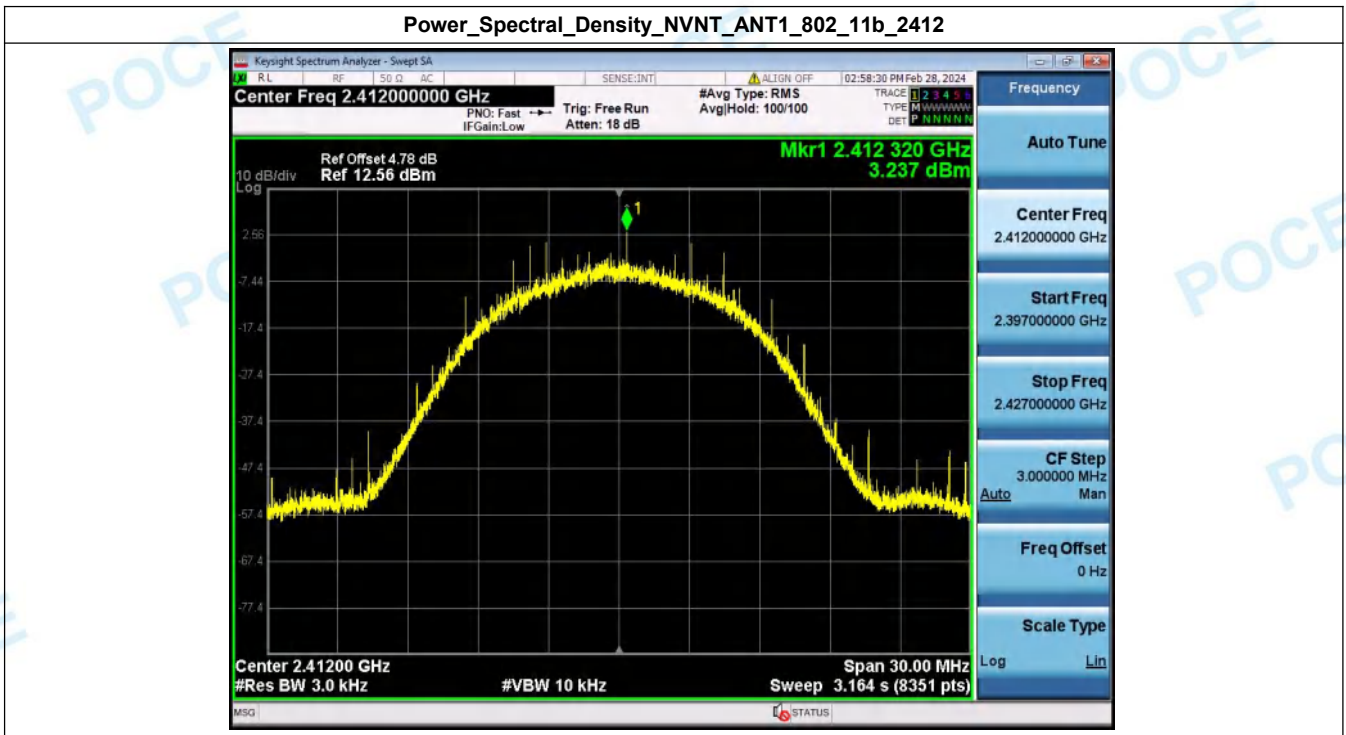 Power_Spectral_Density_NVNT_ANT1_802_11b_2412
Keysight Spectrum Analyzer - Swept SA
RL RF 50 Ω AC SENSE:INT ALIGN OFF 02:58:30 PM Feb 28, 2024
Center Freq 2.412000000 GHz
PNO: Fast
IFGain:Low
Trig: Free Run
Atten: 18 dB
#Avg Type: RMS
Avg|Hold: 100/100
TRACE 1 2 3 4 5 6
TYPE M WWWWW
DET P N N N N N
Mkr1 2.412 320 GHz
3.237 dBm
Ref Offset 4.78 dB
10 dB/div Ref 12.56 dBm
Log
1
2.56
-7.44
-17.4
-27.4
-37.4
-47.4
-57.4
-67.4
-77.4
Center 2.41200 GHz Span 30.00 MHz
#Res BW 3.0 kHz #VBW 10 kHz Sweep 3.164 s (8351 pts)
MSG STATUS
Frequency
Auto Tune
Center Freq
2.412000000 GHz
Start Freq
2.397000000 GHz
Stop Freq
2.427000000 GHz
CF Step
3.000000 MHz
Auto Man
Freq Offset
0 Hz
Scale Type
Log Lin
POCE
POCE
POCE